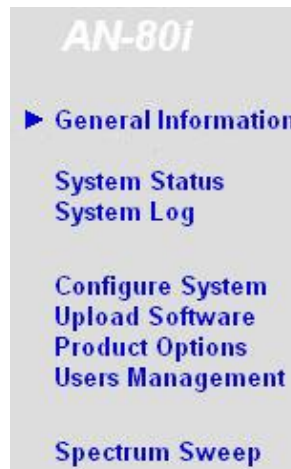 AN-80i
General Information
System Status
System Log
Configure System
Upload Software
Product Options
Users Management
Spectrum Sweep